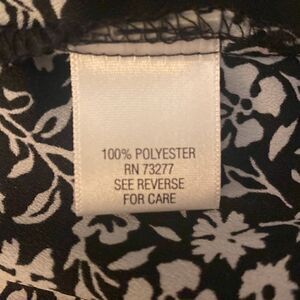 100% POLYESTER
RN 73277
SEE REVERSE
FOR CARE